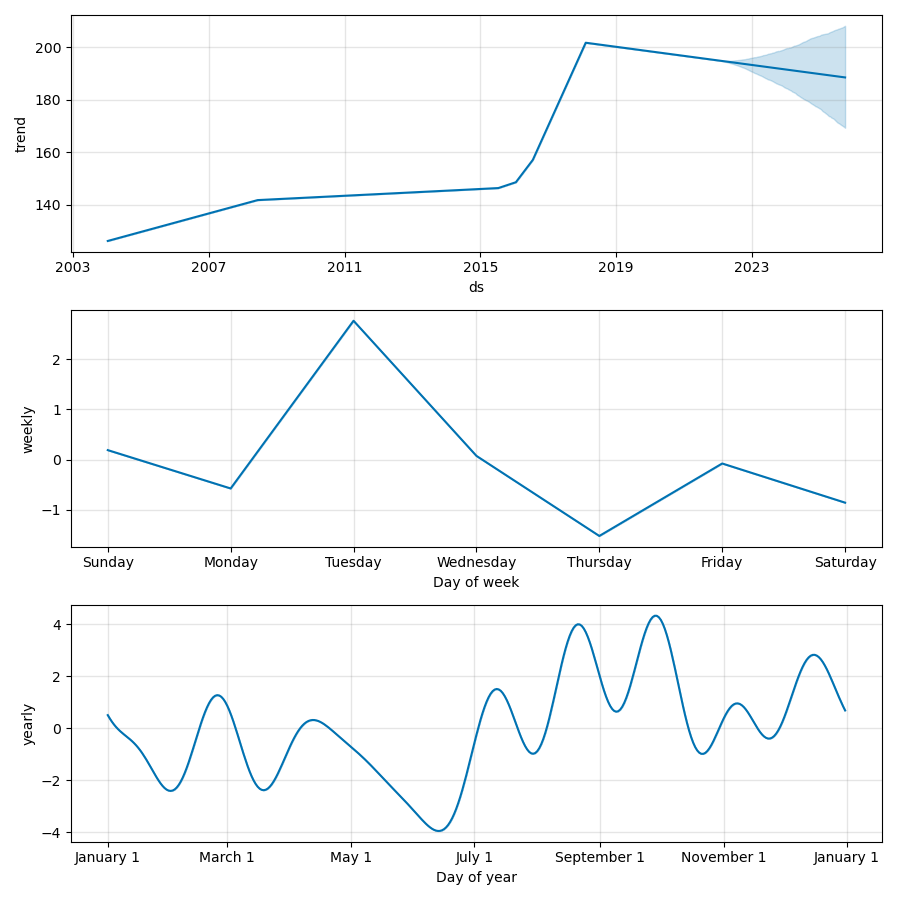 200
180
160
140
trend
2003 2007 2011 2015 2019 2023
ds
2
1
0
−1
weekly
Sunday Monday Tuesday Wednesday Thursday Friday Saturday
Day of week
4
2
0
−2
−4
yearly
January 1 March 1 May 1 July 1 September 1 November 1 January 1
Day of year